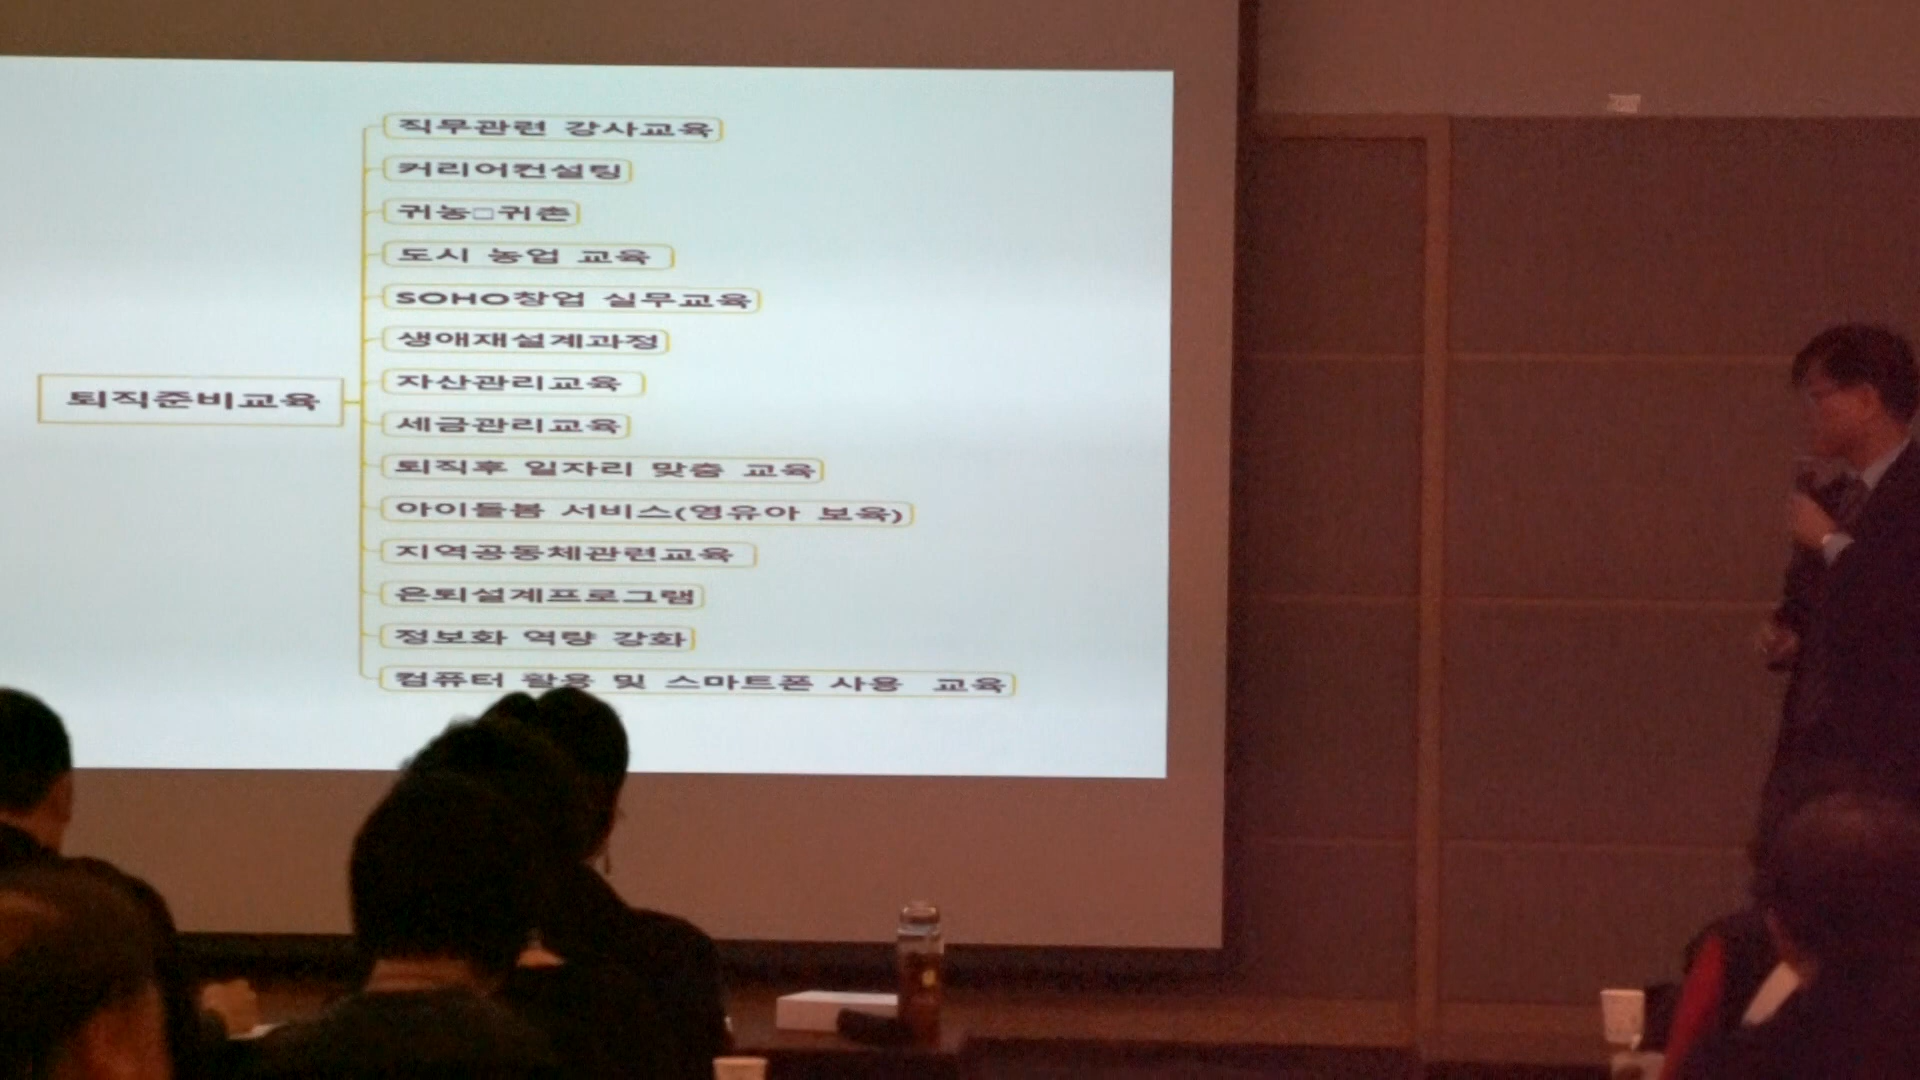 퇴직준비교육
직무관련 강사교육
커리어컨설팅
귀농□귀촌
도시 농업 교육
SOHO창업 실무교육
생애재설계과정
자산관리교육
세금관리교육
퇴직후 일자리 맞춤 교육
아이돌봄 서비스(영유아 보육)
지역공동체관련교육
은퇴설계프로그램
정보화 역량 강화
컴퓨터 활용 및 스마트폰 사용 교육